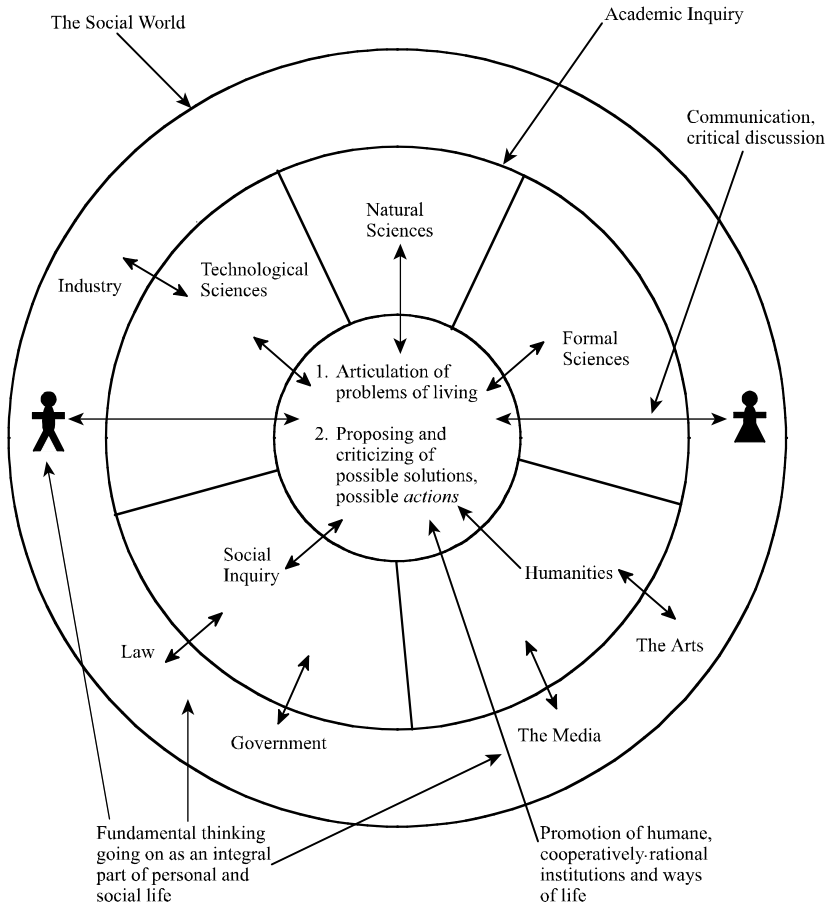 Academic Inquiry
The Social World
Communication,
critical discussion
Natural
Sciences
Technological
Sciences
Industry
Formal
Sciences
1. Articulation of
problems of living
2. Proposing and
criticizing of
possible solutions,
possible actions
Social
Inquiry
Humanities
Law
The Arts
Government
The Media
Fundamental thinking
going on as an integral
part of personal and
social life
Promotion of humane,
cooperatively-rational
institutions and ways
of life